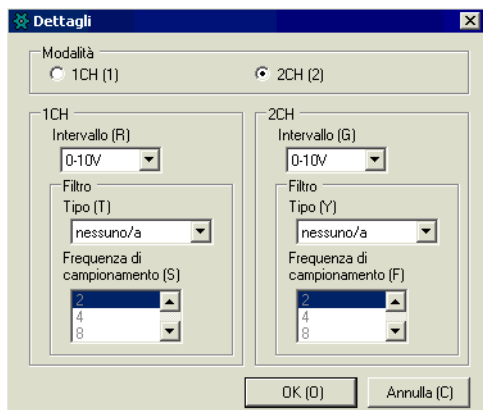 Dettagli
Modalità
1CH (1)
2CH (2)
1CH
Intervallo (R)
0-10V
Filtro
Tipo (T)
nessuno/a
Frequenza di
campionamento (S)
2
4
8
2CH
Intervallo (G)
0-10V
Filtro
Tipo (Y)
nessuno/a
Frequenza di
campionamento (F)
2
4
8
OK (O)
Annulla (C)